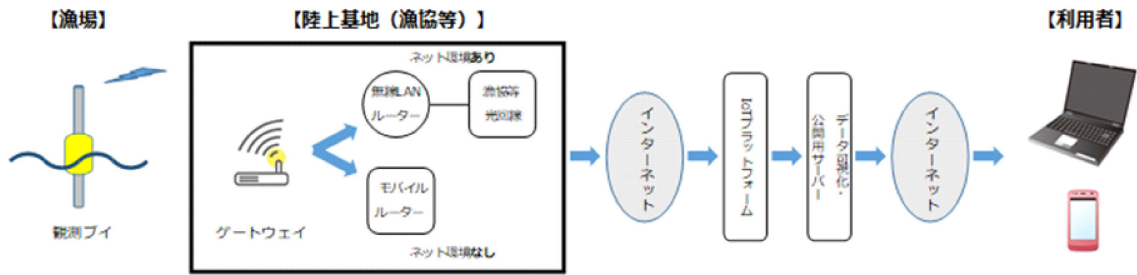 【漁場】
【陸上基地（漁協等）】
【利用者】
ネット環境あり
無線LAN
ルーター
漁協等
光回線
モバイル
ルーター
ネット環境なし
観測ブイ
ゲートウェイ
インターネット
IoTプラットフォーム
データ可視化・
公開用サーバー
インターネット